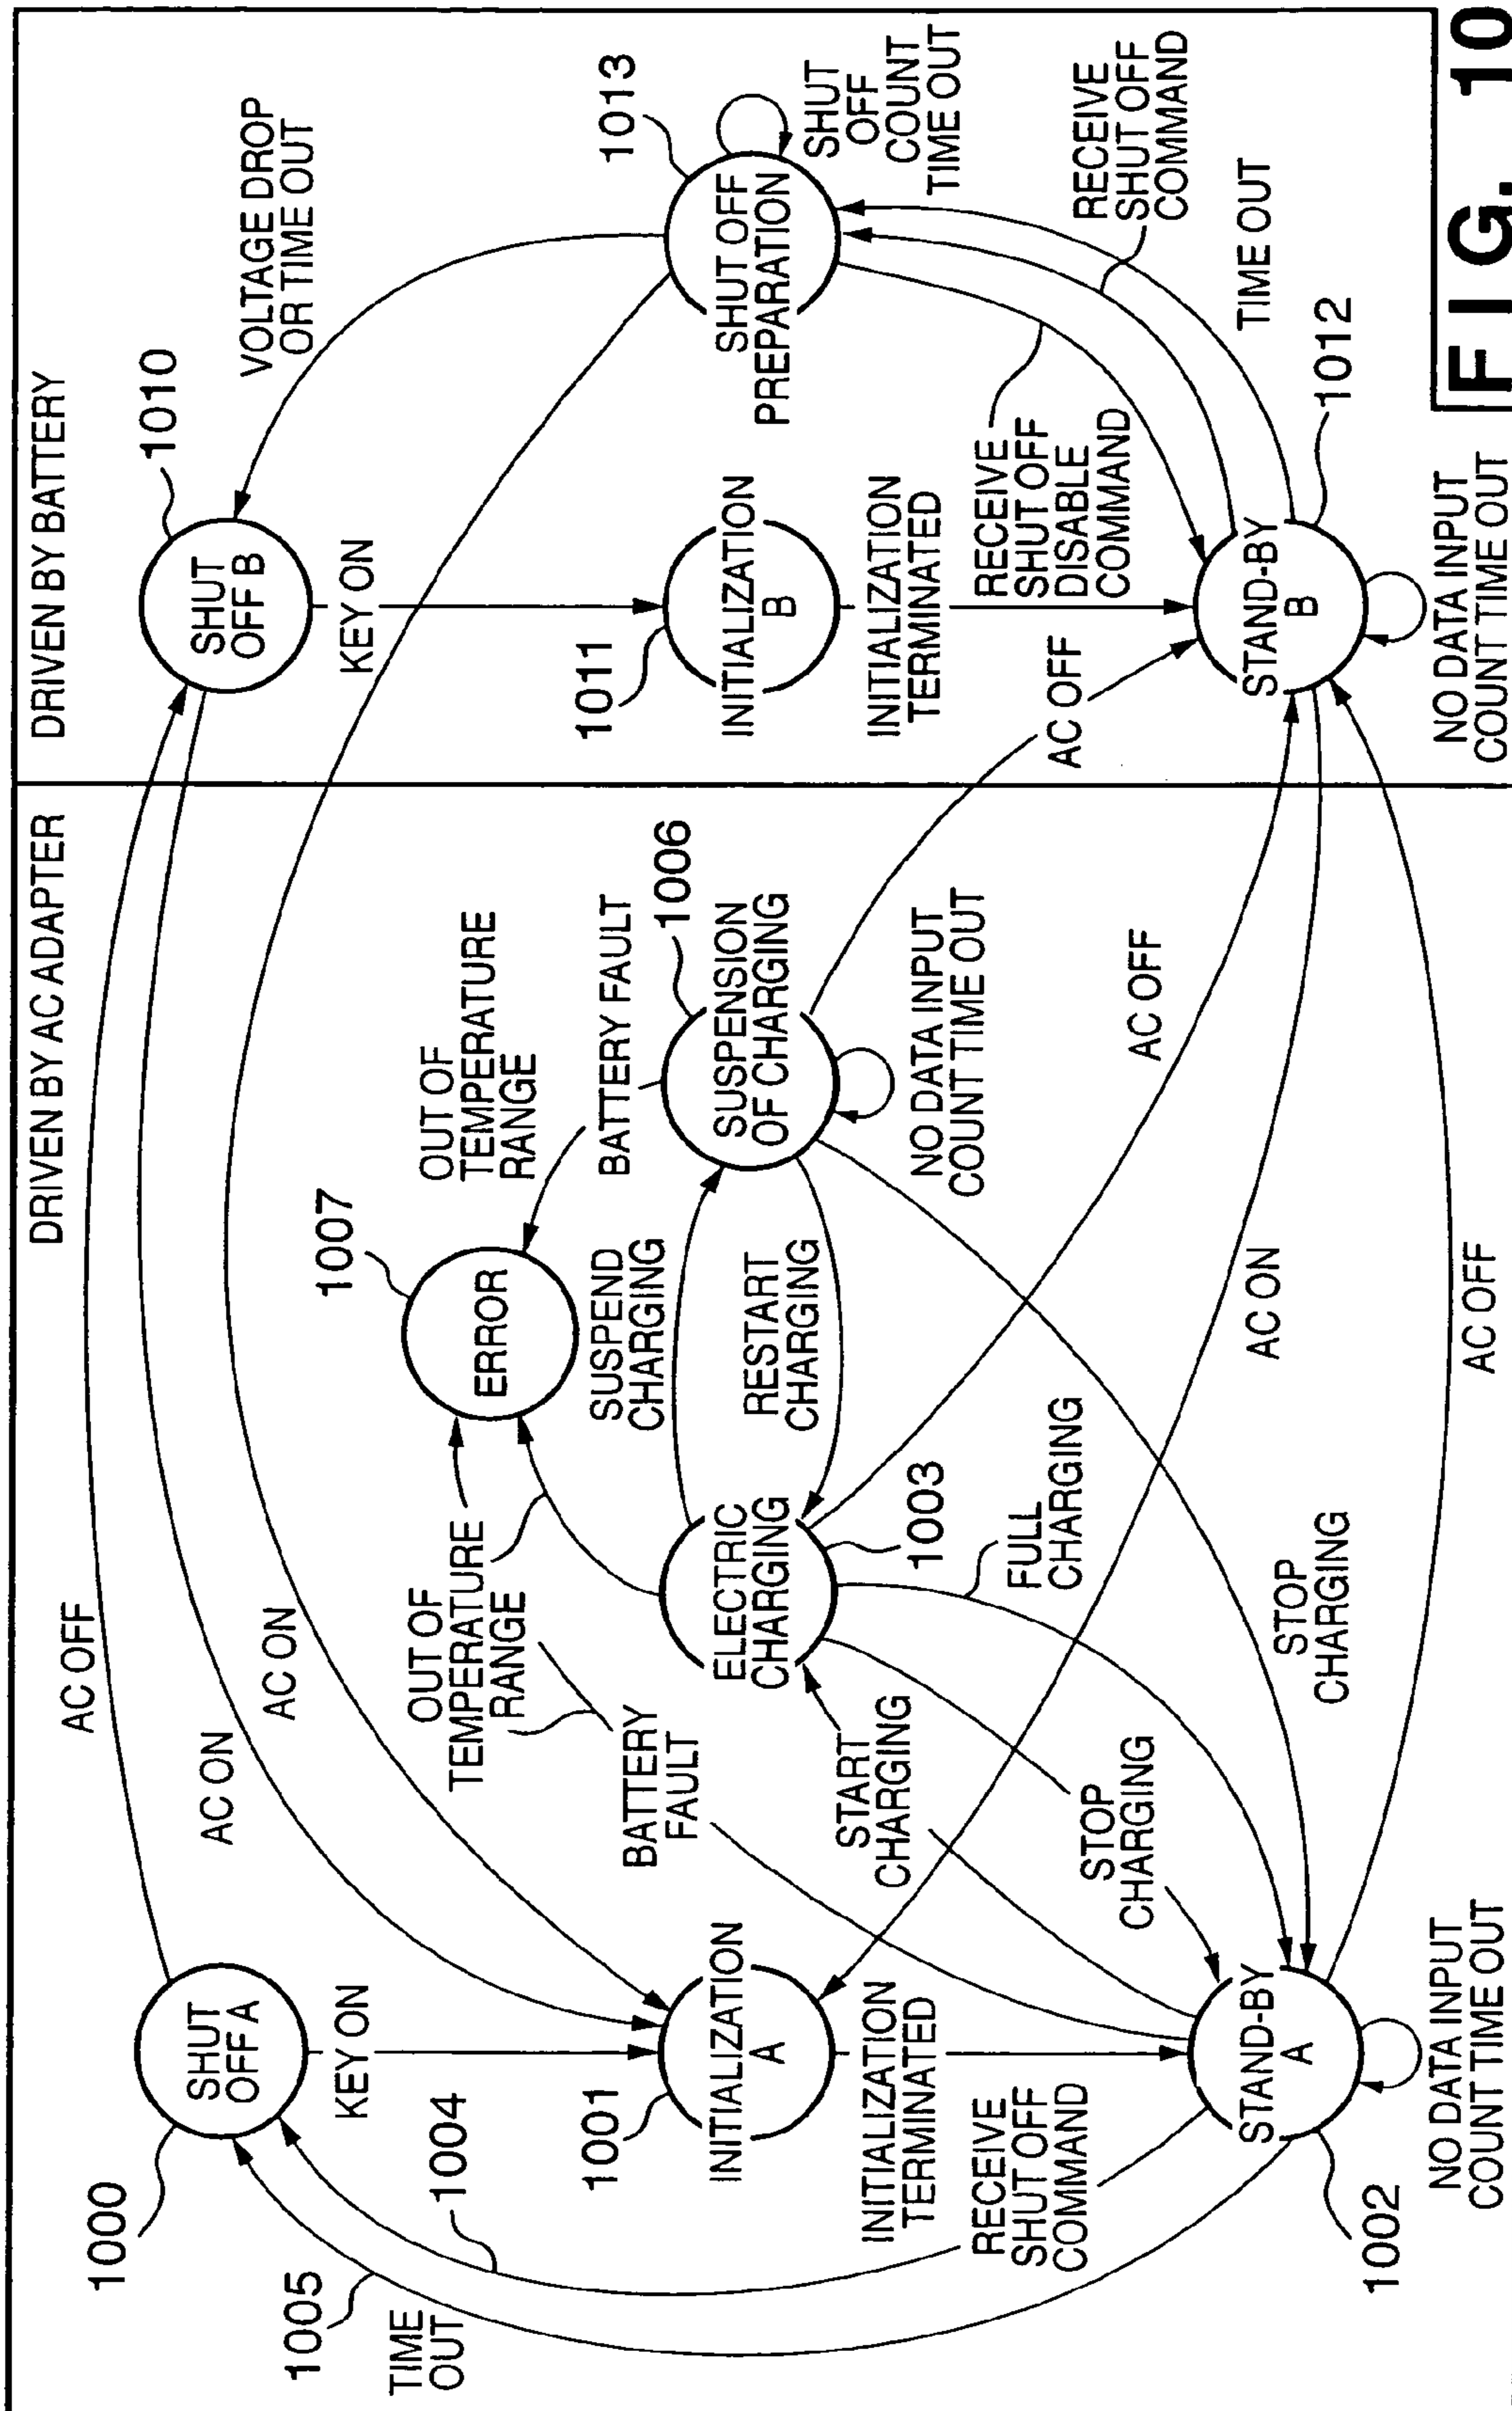 DRIVEN BY AC ADAPTER
DRIVEN BY BATTERY
1000
SHUT
OFF A
AC OFF
1010
SHUT
OFF B
VOLTAGE DROP
OR TIME OUT
1005
TIME
OUT
1004
KEY ON
AC ON
AC ON
1007
ERROR
OUT OF
TEMPERATURE
RANGE
BATTERY FAULT
KEY ON
OUT OF
TEMPERATURE
RANGE
BATTERY
FAULT
SUSPEND
CHARGING
1006
SUSPENSION
OF CHARGING
RESTART
CHARGING
1001
INITIALIZATION
A
ELECTRIC
CHARGING
1003
1011
INITIALIZATION
B
1013
SHUT OFF
PREPARATION
SHUT
OFF
COUNT
TIME OUT
START
CHARGING
INITIALIZATION
TERMINATED
NO DATA INPUT
COUNT TIME OUT
INITIALIZATION
TERMINATED
RECEIVE
SHUT OFF
COMMAND
STOP
CHARGING
FULL
CHARGING
AC OFF
AC OFF
RECEIVE
SHUT OFF
DISABLE
COMMAND
RECEIVE
SHUT OFF
COMMAND
STAND-BY
A
1002
STOP
CHARGING
AC ON
STAND-BY
B
1012
TIME OUT
NO DATA INPUT
COUNT TIME OUT
AC OFF
NO DATA INPUT
COUNT TIME OUT
FIG. 10